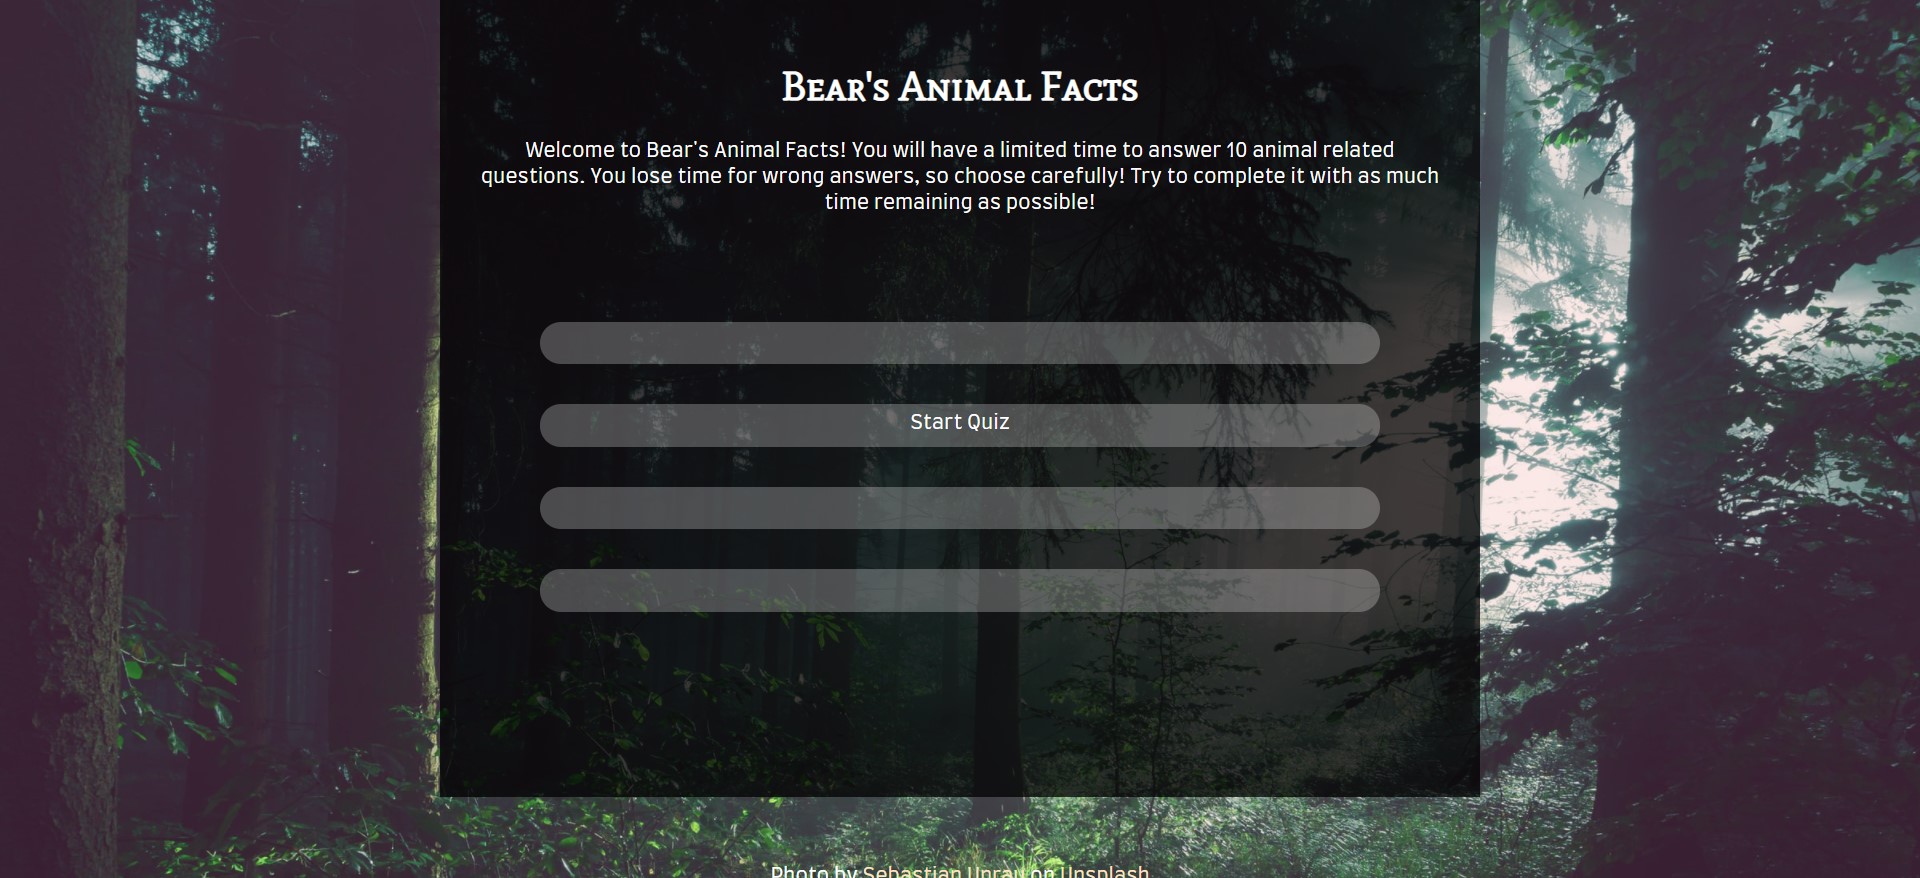 Bear's Animal Facts
Welcome to Bear's Animal Facts! You will have a limited time to answer 10 animal related
questions. You lose time for wrong answers, so choose carefully! Try to complete it with as much
time remaining as possible!
Start Quiz
Photo by Sebastian Unrau on Unsplash